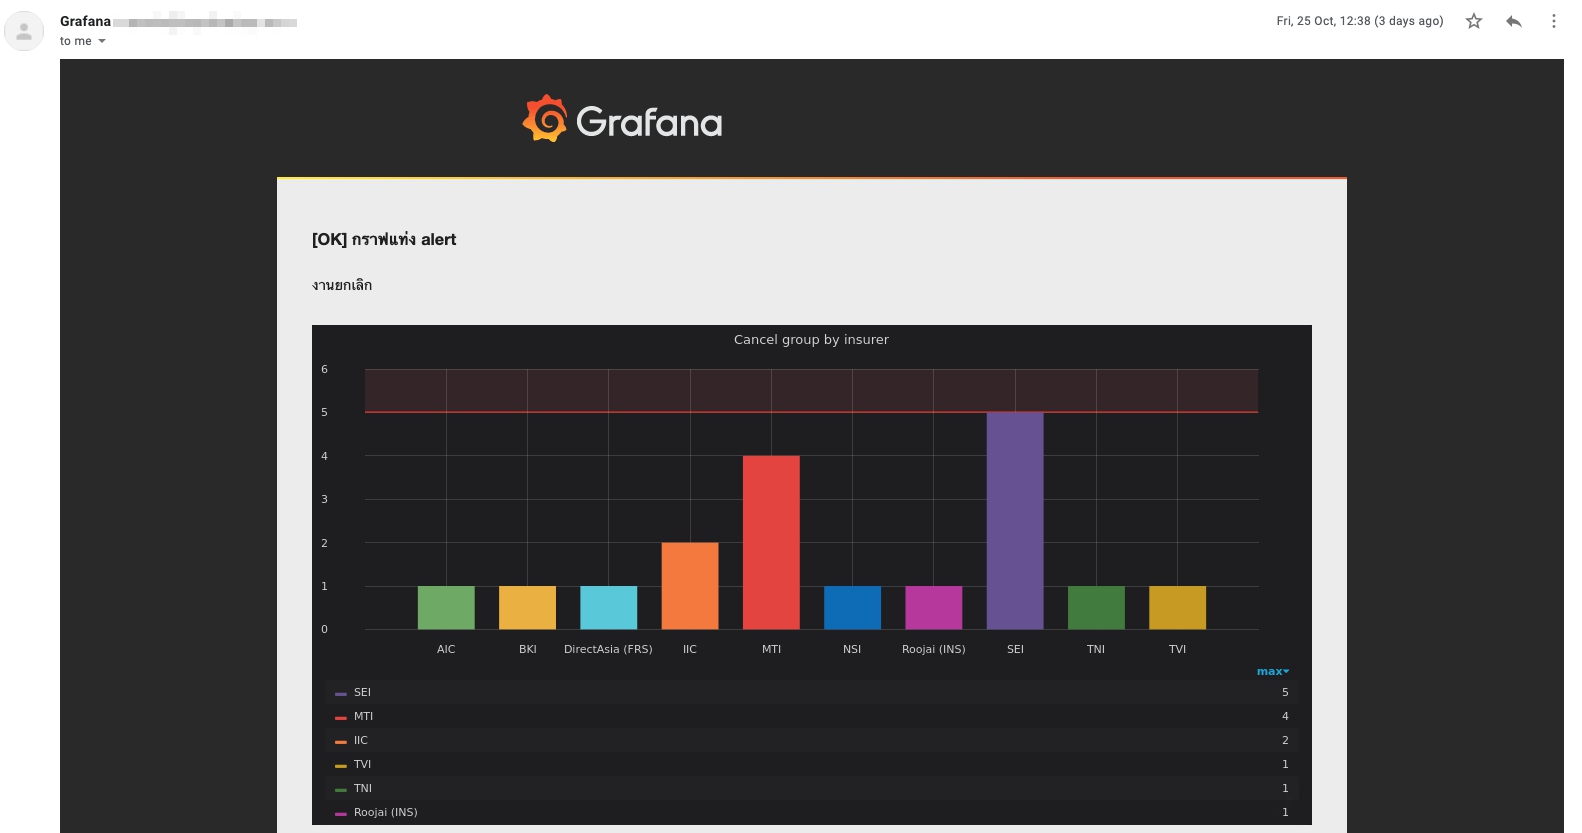 Grafana
Fri, 25 Oct, 12:38 (3 days ago)
to me
Grafana
[OK] กราฟแท่ง alert
งานยกเลิก
Cancel group by insurer
6
5
4
3
2
1
0
AIC BKI DirectAsia (FRS) IIC MTI NSI Roojai (INS) SEI TNI TVI
max
SEI 5
MTI 4
IIC 2
TVI 1
TNI 1
Roojai (INS) 1